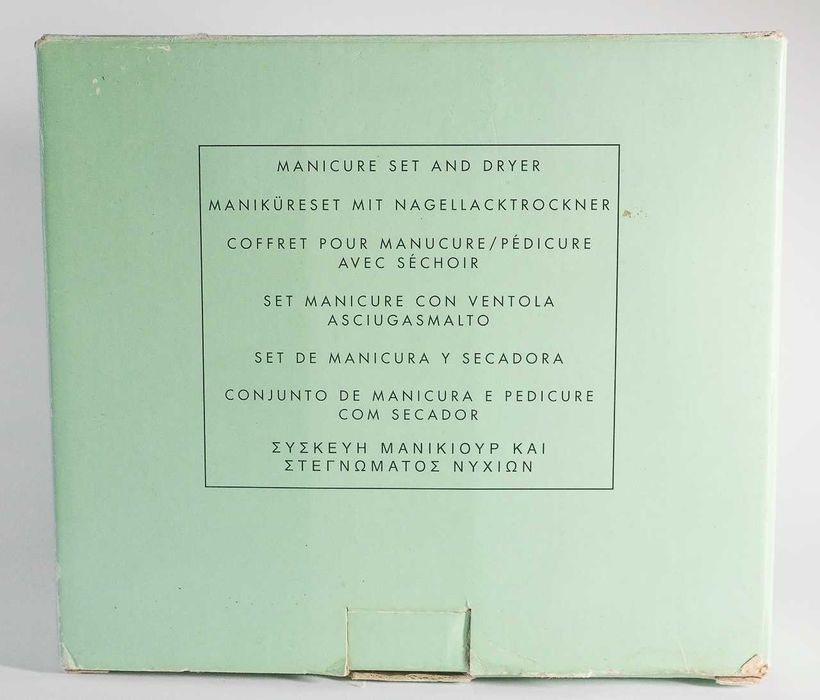 MANICURE SET AND DRYER
MANIKÜRESET MIT NAGELLACKTROCKNER
COFFRET POUR MANUCURE/PÉDICURE
AVEC SÉCHOIR
SET MANICURE CON VENTOLA
ASCIUGASMALTO
SET DE MANICURA Y SECADORA
CONJUNTO DE MANICURA E PEDICURE
COM SECADOR
ΣΥΣΚΕΥΗ ΜΑΝΙΚΙΟΥΡ ΚΑΙ
ΣΤΕΓΝΩΜΑΤΟΣ ΝΥΧΙΩΝ